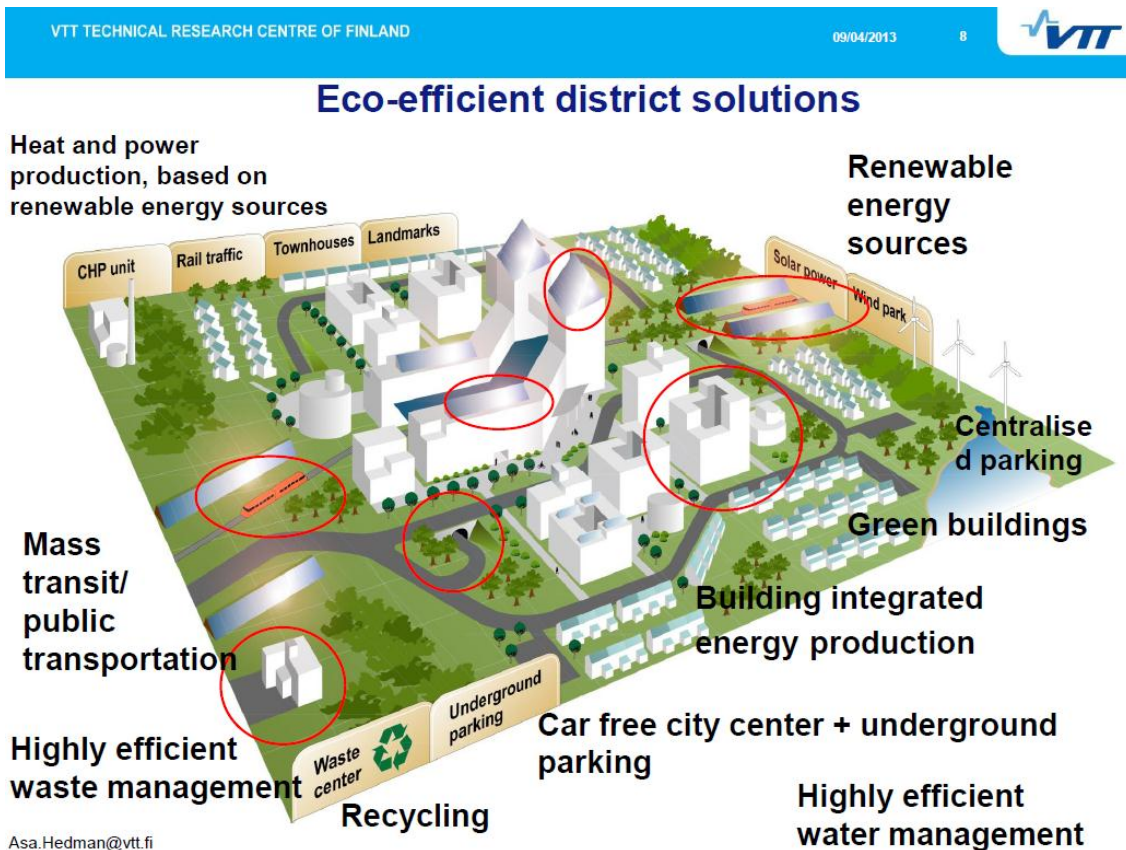 VTT TECHNICAL RESEARCH CENTRE OF FINLAND
09/04/2013
8
VTT
Eco-efficient district solutions
Heat and power
production, based on
renewable energy sources
Renewable
energy
sources
CHP unit
Rail traffic
Townhouses
Landmarks
Solar power
Wind park
Centralise
d parking
Green buildings
Mass
transit/
public
transportation
Building integrated
energy production
Underground
parking
Car free city center + underground
parking
Highly efficient
waste management
Waste
center
Recycling
Highly efficient
water management
Asa.Hedman@vtt.fi